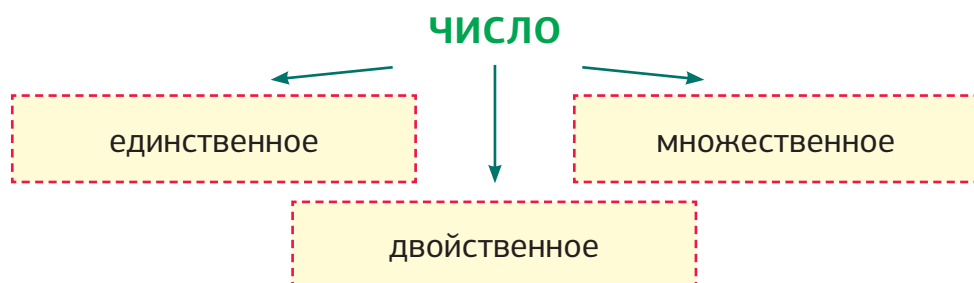 ЧИСЛО
единственное
множественное
двойственное